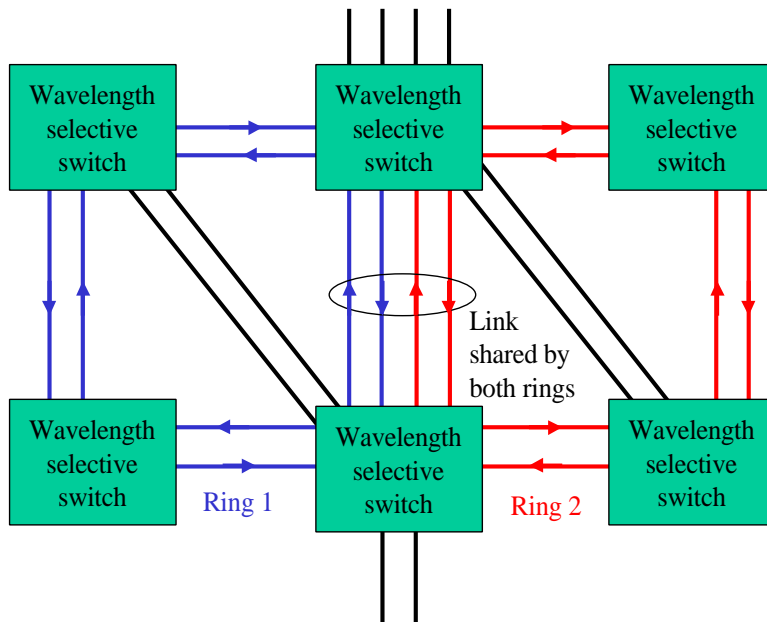 Wavelength
selective
switch
Wavelength
selective
switch
Wavelength
selective
switch
Link
shared by
both rings
Wavelength
selective
switch
Wavelength
selective
switch
Wavelength
selective
switch
Ring 1
Ring 2